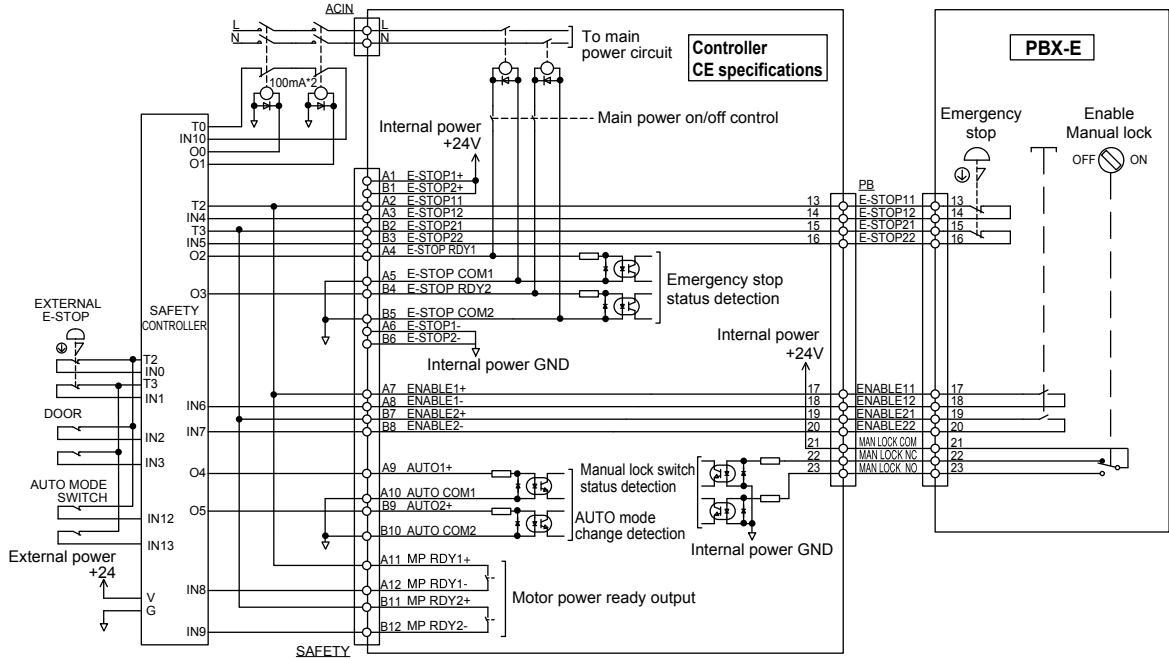 ACIN
L
N
L
N
To main
power circuit
Controller
CE specifications
PBX-E
100mA*2
Main power on/off control
Internal power
+24V
Emergency
stop
Enable
Manual lock
OFF
ON
T0
IN10
O0
O1
T2
IN4
T3
IN5
O2
O3
SAFETY
CONTROLLER
EXTERNAL
E-STOP
T2
IN0
T3
IN1
DOOR
IN2
IN3
AUTO MODE
SWITCH
IN12
IN13
External power
+24
V
G
IN6
IN7
O4
O5
IN8
IN9
A1 E-STOP1+
B1 E-STOP2+
A2 E-STOP11
A3 E-STOP12
B2 E-STOP21
B3 E-STOP22
A4 E-STOP RDY1
A5 E-STOP COM1
B4 E-STOP RDY2
B5 E-STOP COM2
A6 E-STOP1-
B6 E-STOP2-
Internal power GND
Emergency stop
status detection
A7 ENABLE1+
A8 ENABLE1-
B7 ENABLE2+
B8 ENABLE2-
A9 AUTO1+
A10 AUTO COM1
B9 AUTO2+
B10 AUTO COM2
Manual lock switch
status detection
AUTO mode
change detection
A11 MP RDY1+
A12 MP RDY1-
B11 MP RDY2+
B12 MP RDY2-
Motor power ready output
SAFETY
Internal power
+24V
Internal power GND
PB
13 E-STOP11 13
14 E-STOP12 14
15 E-STOP21 15
16 E-STOP22 16
17 ENABLE11 17
18 ENABLE12 18
19 ENABLE21 19
20 ENABLE22 20
21 MAN LOCK COM 21
22 MAN LOCK NC 22
23 MAN LOCK NO 23